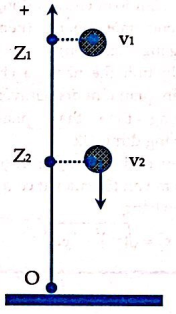 +
Z₁ v₁
Z₂ v₂
O